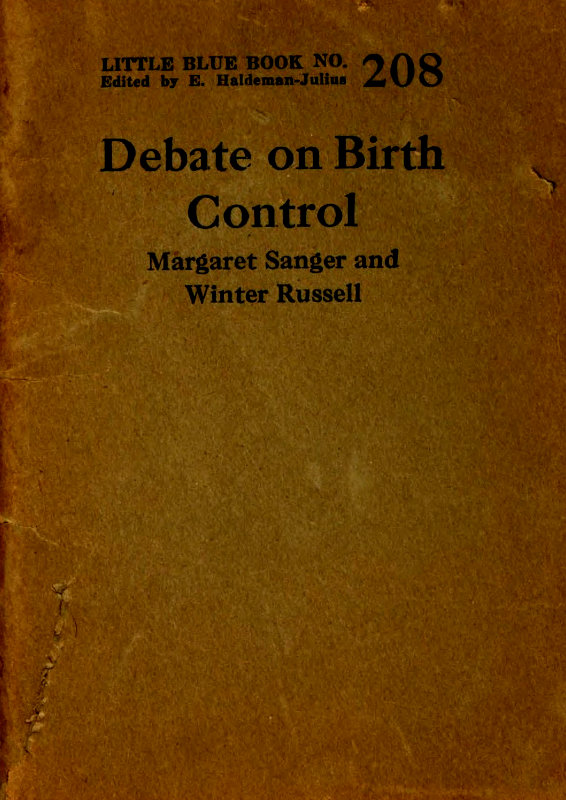 LITTLE BLUE BOOK NO. 208
Edited by E. Haldeman-Julius
Debate on Birth
Control
Margaret Sanger and
Winter Russell